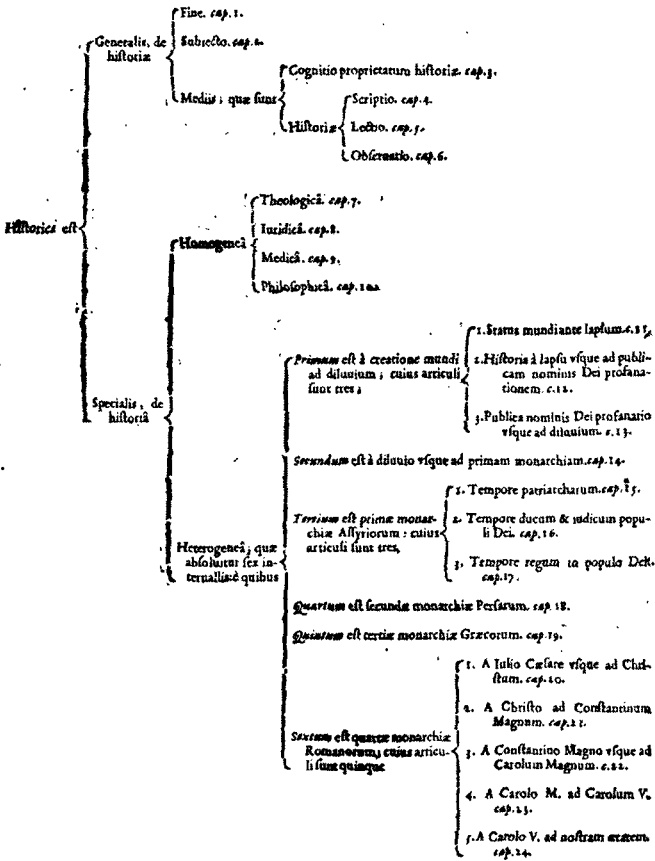 Fine. cap. 1.
Generalis, de
historiæ
Subiecto. cap. 2.
Mediis; quæ sunt
Cognitio proprietatum historiæ. cap. 3.
Historiæ
Scriptio. cap. 4.
Lectio. cap. 5.
Obseruatio. cap. 6.
Historice est
Specialis, de
historiâ
Homogeneâ
Theologicâ. cap. 7.
Iuridicâ. cap. 8.
Medicâ. cap. 9.
Philosophicâ. cap. 10.
Heterogeneâ; quæ
absoluitur sex in-
teruallis: è quibus
Primum est à creatione mundi
ad diluuium; cuius articuli
sunt tres;
1. Status mundi ante lapsum. c. 11.
2. Historia à lapsu vsque ad publi-
cam nominis Dei profana-
tionem. c. 12.
3. Publica nominis Dei profanatio
vsque ad diluuium. c. 13.
Secundum est à diluuio vsque ad primam monarchiam. cap. 14.
Tertium est primæ monar-
chiæ Assyriorum: cuius
articuli sunt tres,
1. Tempore patriarcharum. cap. 15.
2. Tempore ducum & iudicum popu-
li Dei. cap. 16.
3. Tempore regum in populo Dei.
cap. 17.
Quartum est secundæ monarchiæ Persarum. cap. 18.
Quintum est tertiæ monarchiæ Græcorum. cap. 19.
Sextum est quartæ monarchiæ
Romanorum; cuius articu-
li sunt quinque
1. A Iulio Cæsare vsque ad Chri-
stum. cap. 20.
2. A Christo ad Constantinum
Magnum. cap. 21.
3. A Constantino Magno vsque ad
Carolum Magnum. c. 22.
4. A Carolo M. ad Carolum V.
cap. 23.
5. A Carolo V. ad nostram ætatem.
cap. 24.